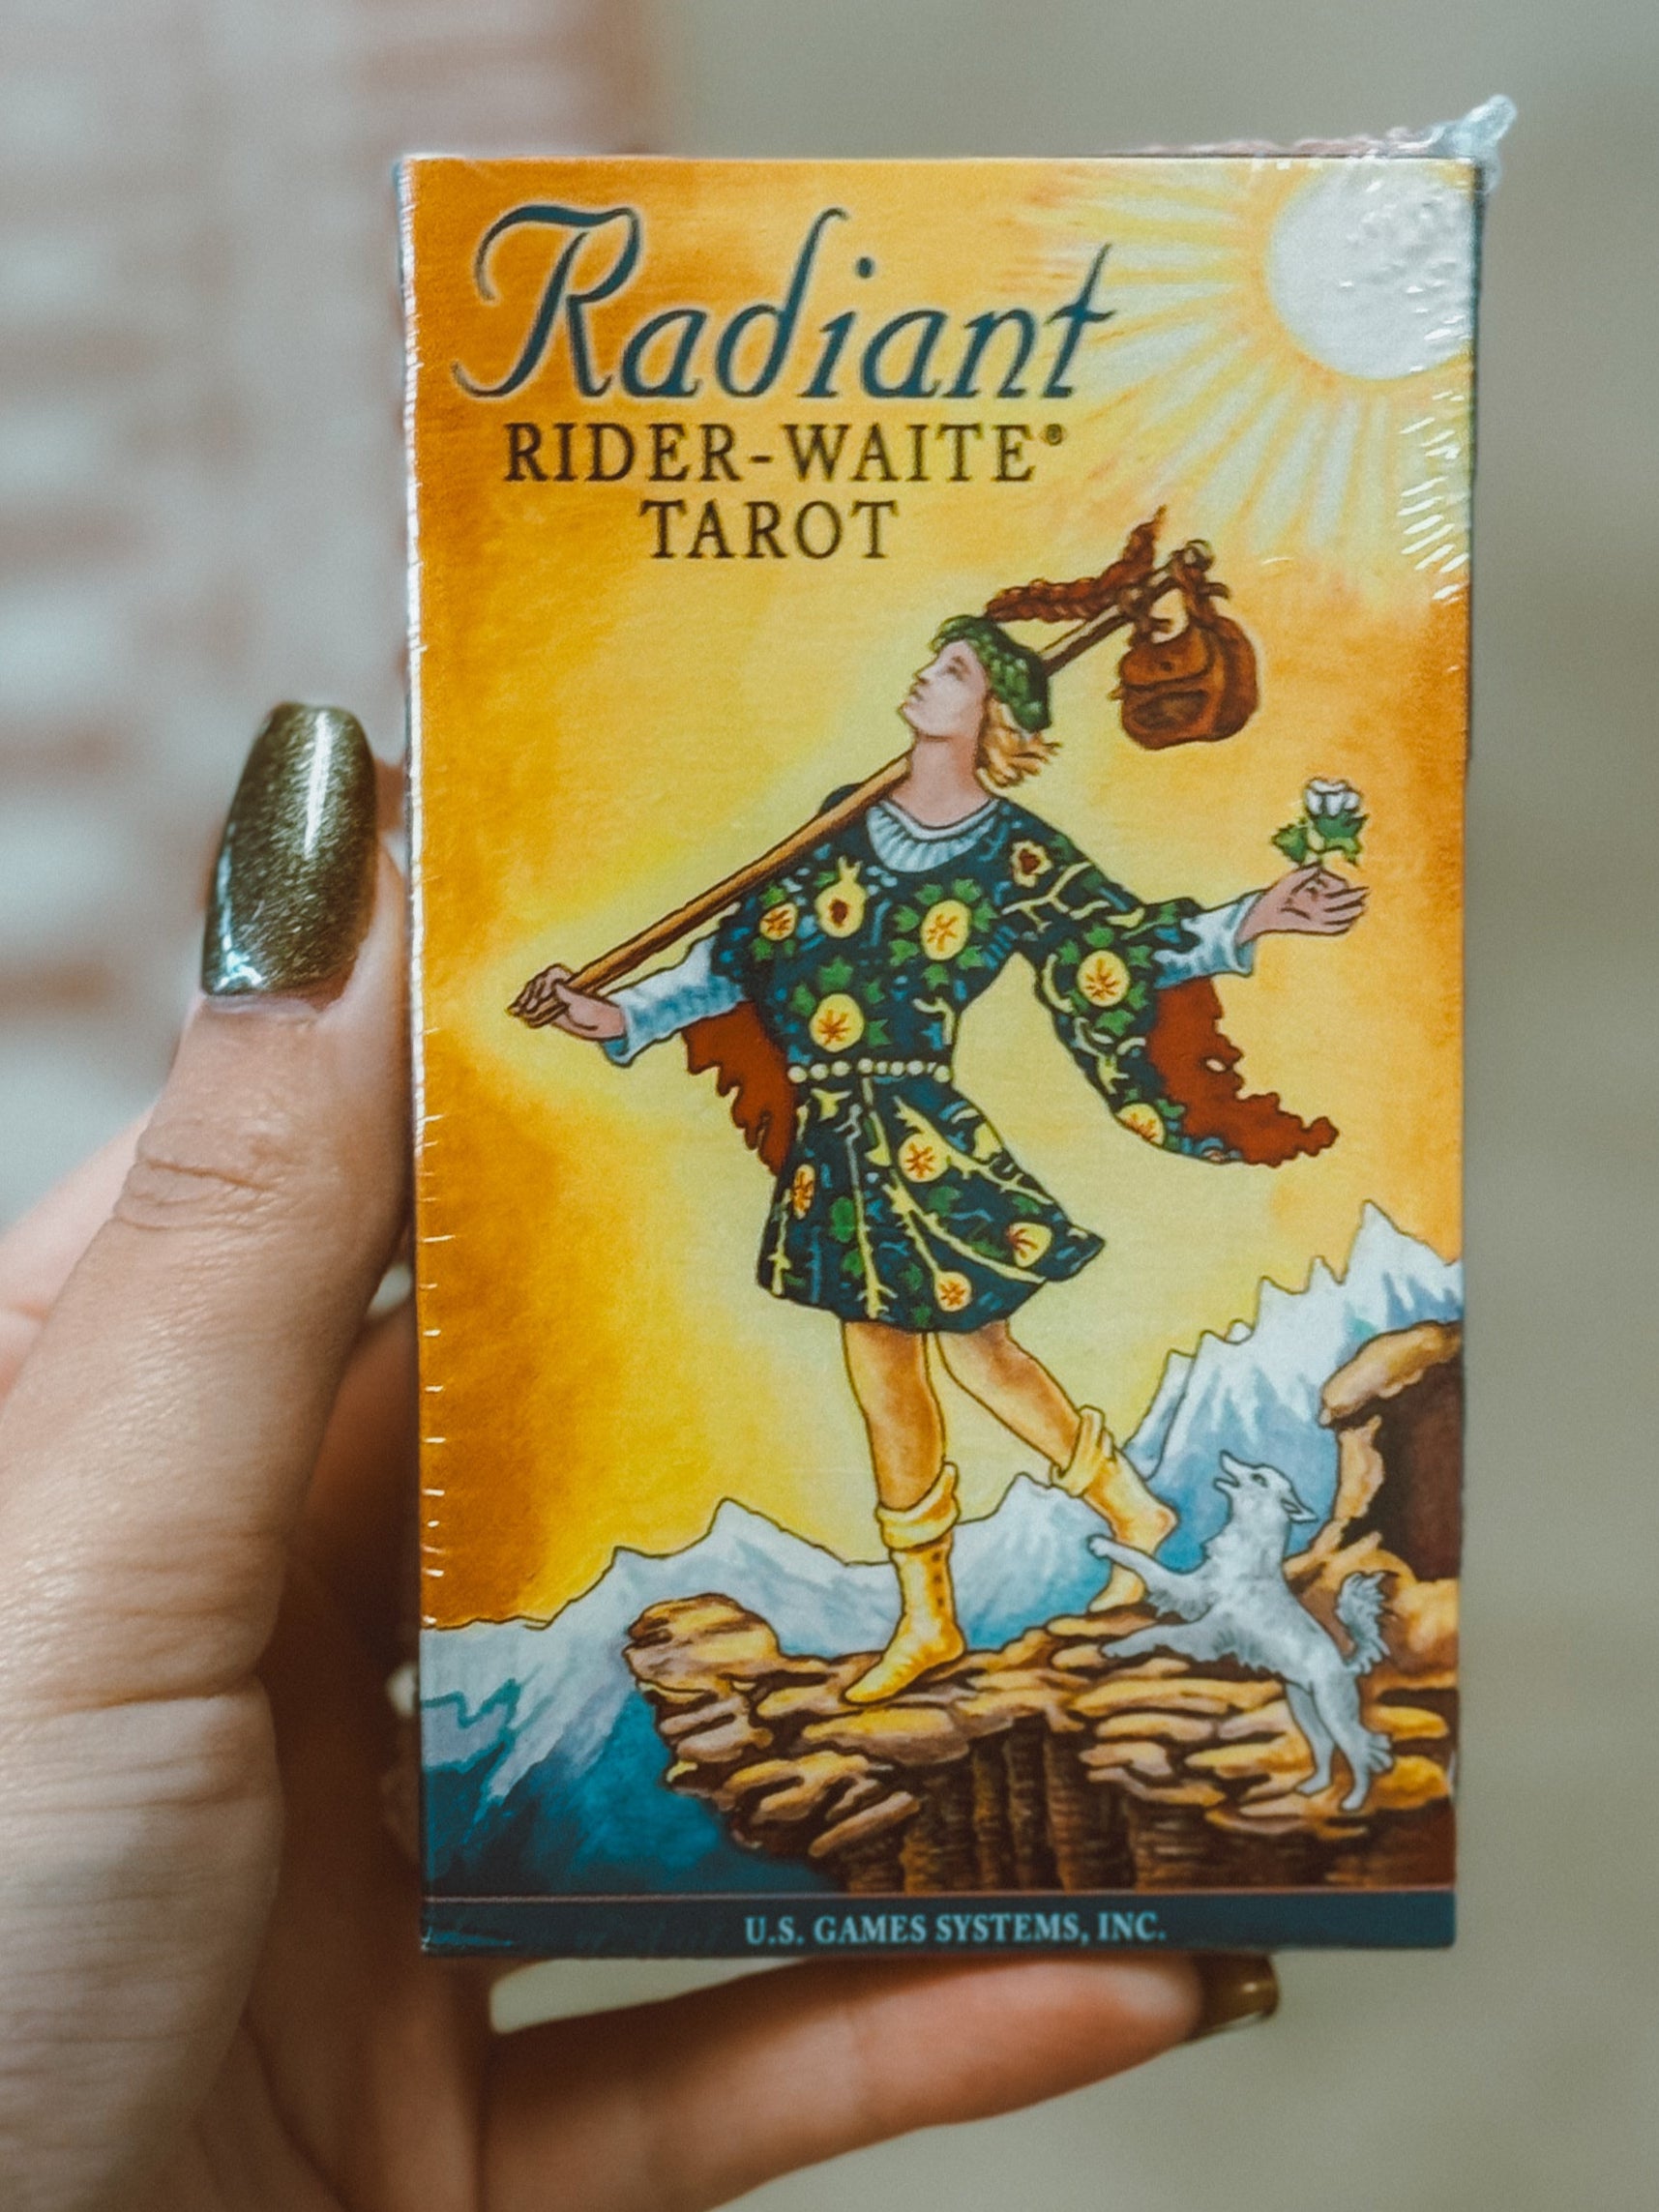 Radiant
RIDER-WAITE®
TAROT
U.S. GAMES SYSTEMS, INC.